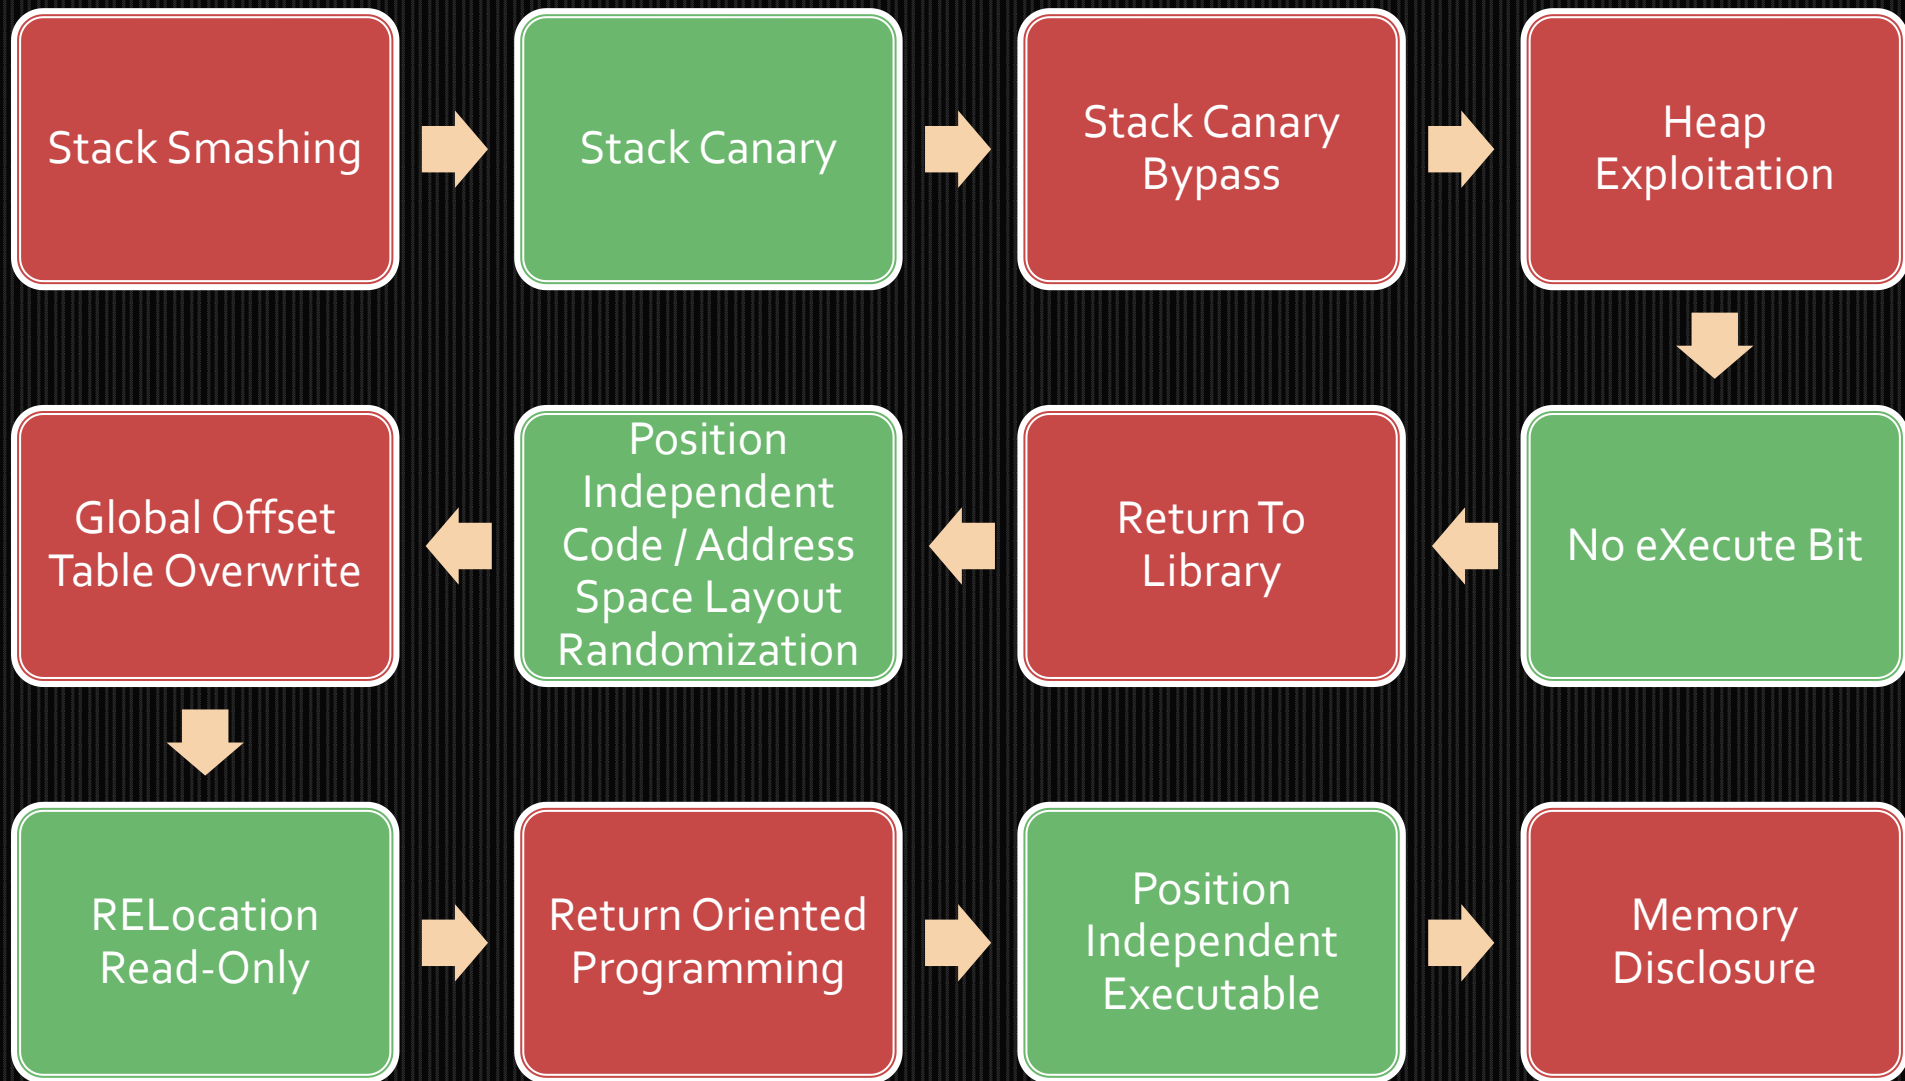 Stack Smashing
Stack Canary
Stack Canary
Bypass
Heap
Exploitation
No eXecute Bit
Return To
Library
Position
Independent
Code / Address
Space Layout
Randomization
Global Offset
Table Overwrite
RELocation
Read-Only
Return Oriented
Programming
Position
Independent
Executable
Memory
Disclosure